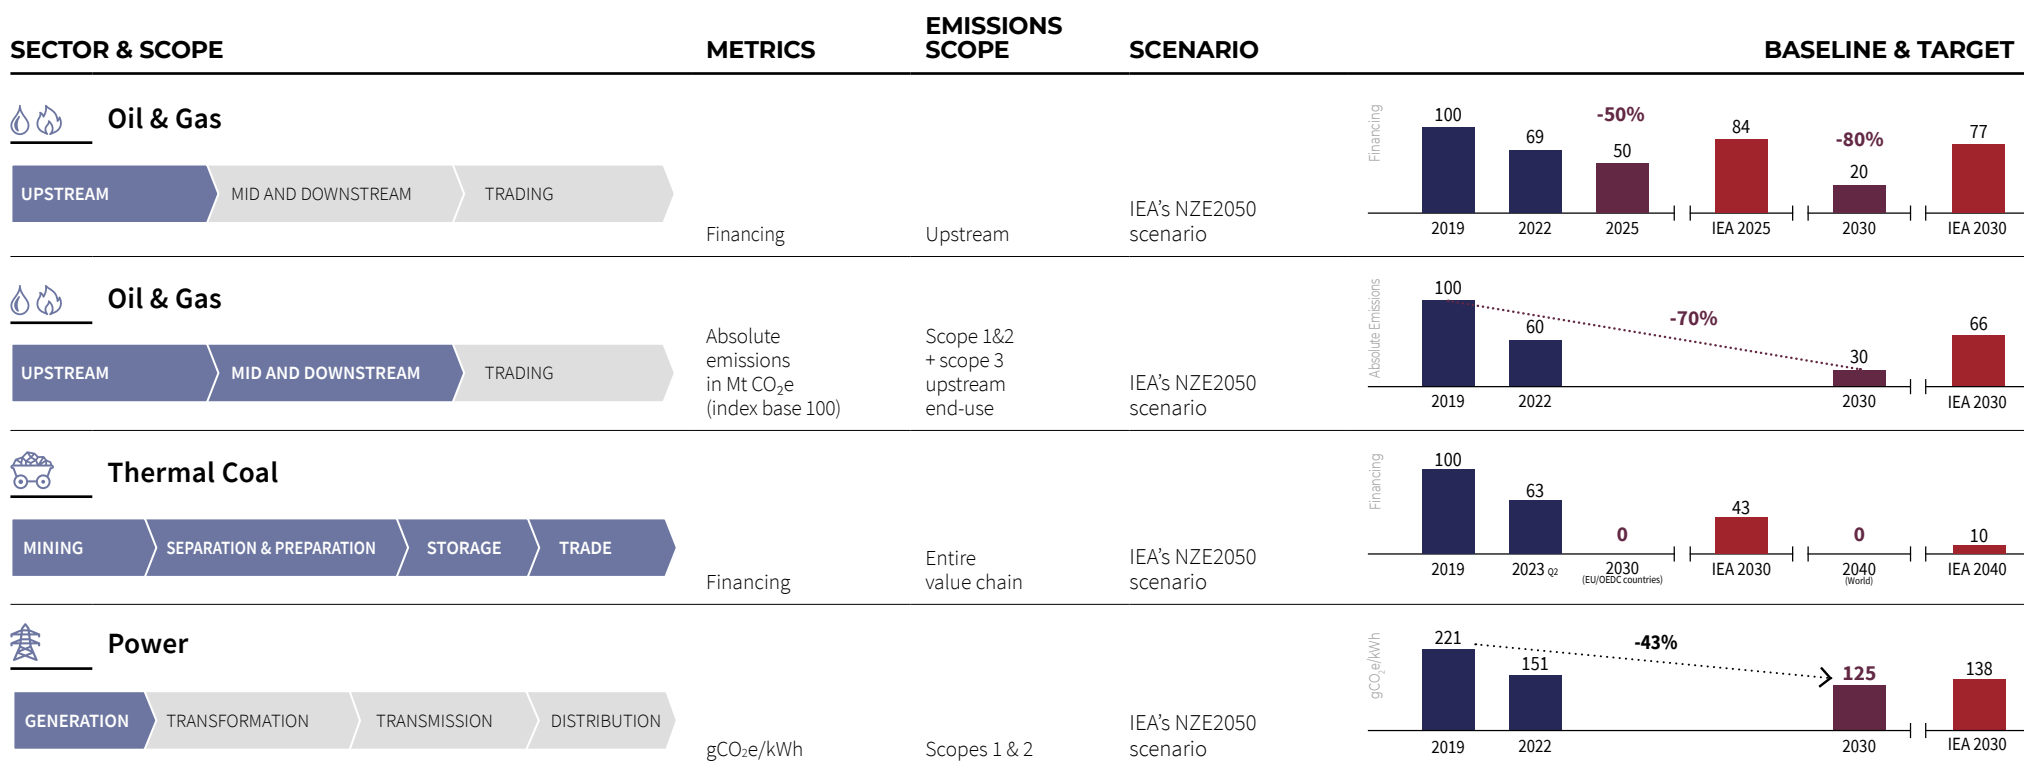 SECTOR & SCOPE
METRICS
EMISSIONS
SCOPE
SCENARIO
BASELINE & TARGET
Oil & Gas
UPSTREAM
MID AND DOWNSTREAM
TRADING
Financing
Upstream
IEA’s NZE2050
scenario
Financing
100
69
-50%
50
84
-80%
20
77
2019
2022
2025
IEA 2025
2030
IEA 2030
Oil & Gas
UPSTREAM
MID AND DOWNSTREAM
TRADING
Absolute
emissions
in Mt CO₂e
(index base 100)
Scope 1&2
+ scope 3
upstream
end-use
IEA’s NZE2050
scenario
Absolute Emissions
100
60
-70%
30
66
2019
2022
2030
IEA 2030
Thermal Coal
MINING
SEPARATION & PREPARATION
STORAGE
TRADE
Financing
Entire
value chain
IEA’s NZE2050
scenario
Financing
100
63
0
43
0
10
2019
2023 Q2
2030
(EU/OEDC countries)
IEA 2030
2040
(World)
IEA 2040
Power
GENERATION
TRANSFORMATION
TRANSMISSION
DISTRIBUTION
gCO₂e/kWh
Scopes 1 & 2
IEA’s NZE2050
scenario
gCO₂e/kWh
221
151
-43%
125
138
2019
2022
2030
IEA 2030